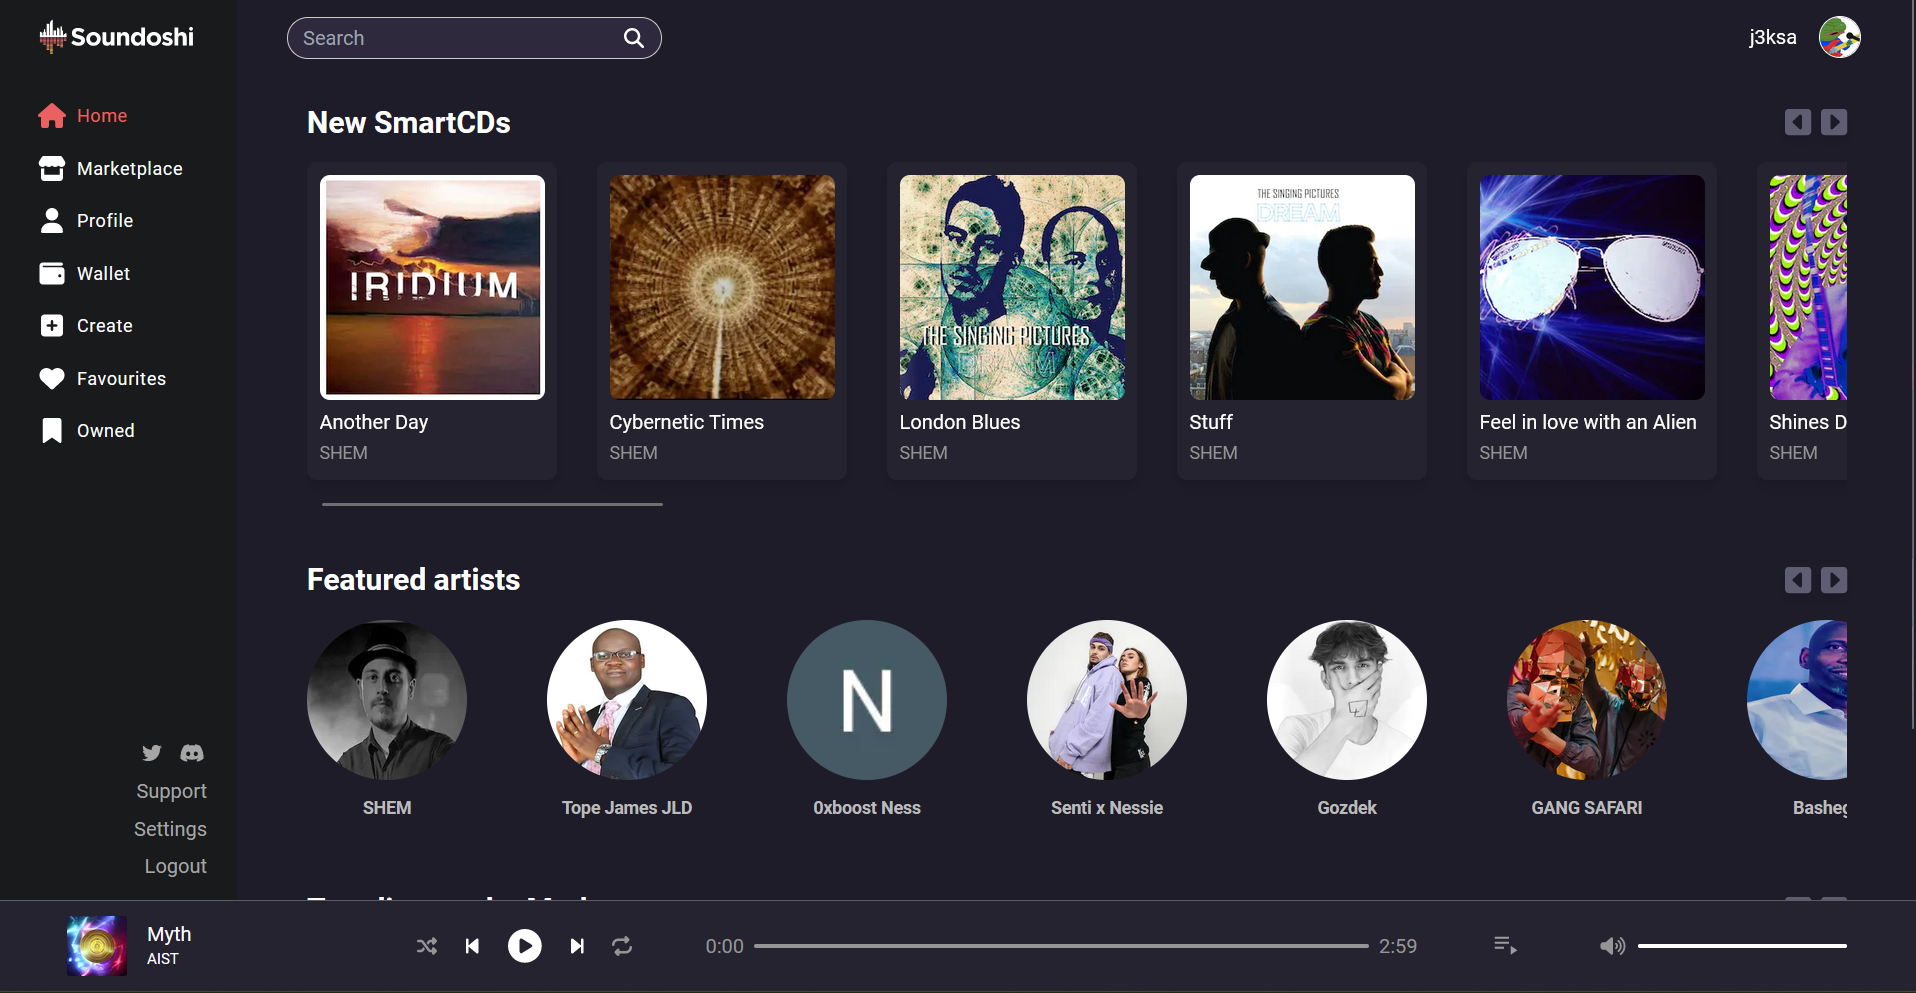 Soundoshi
Search
j3ksa
Home
Marketplace
Profile
Wallet
Create
Favourites
Owned
New SmartCDs
IRIDIUM
THE SINGING PICTURES
THE SINGING PICTURES
DREAM
Another Day
SHEM
Cybernetic Times
SHEM
London Blues
SHEM
Stuff
SHEM
Feel in love with an Alien
SHEM
Shines D
SHEM
Featured artists
N
SHEM
Tope James JLD
0xboost Ness
Senti x Nessie
Gozdek
GANG SAFARI
Basheg
Support
Settings
Logout
Myth
AIST
0:00
2:59